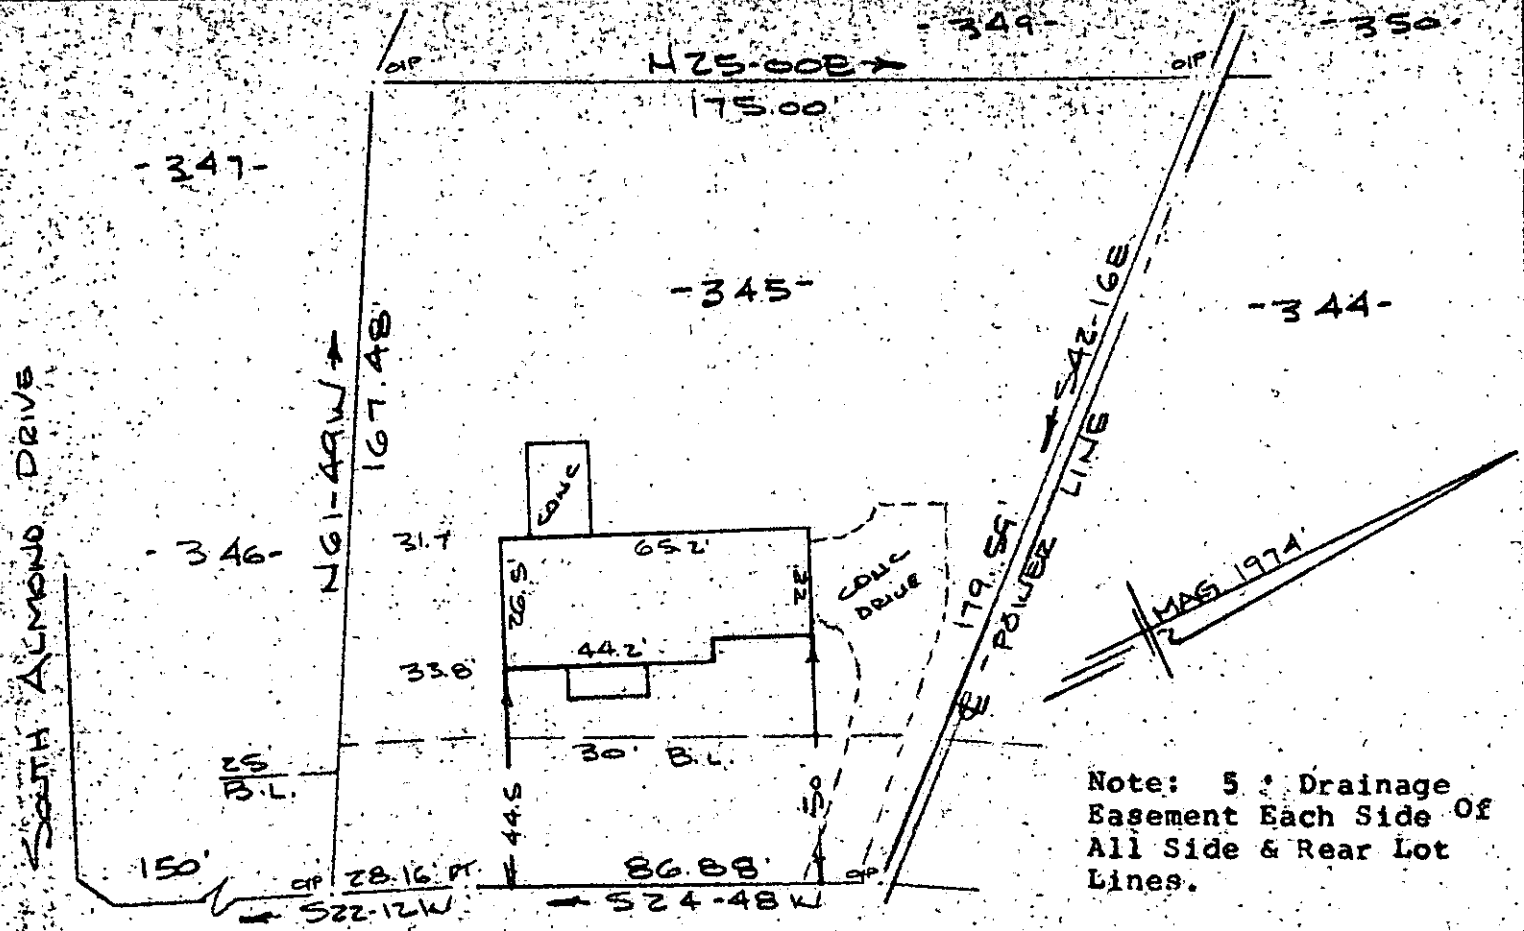 -349-
-350-
OIP
N25-00E
OIP
175.00'
-347-
-345-
-344-
S42-16E
N61-49W
167.48'
SOUTH ALMOND DRIVE
CONC
-346-
31.7
65.2'
26.5'
22
CONC
DRIVE
179.59'
POWER LINE
MAG 1974
44.2'
33.8'
30' B.L.
25
B.L.
44.5
50
Note: 5' Drainage
Easement Each Side Of
All Side & Rear Lot
Lines.
150'
OIP
28.16' PT.
86.88'
OIP
S22-12W
S24-48W